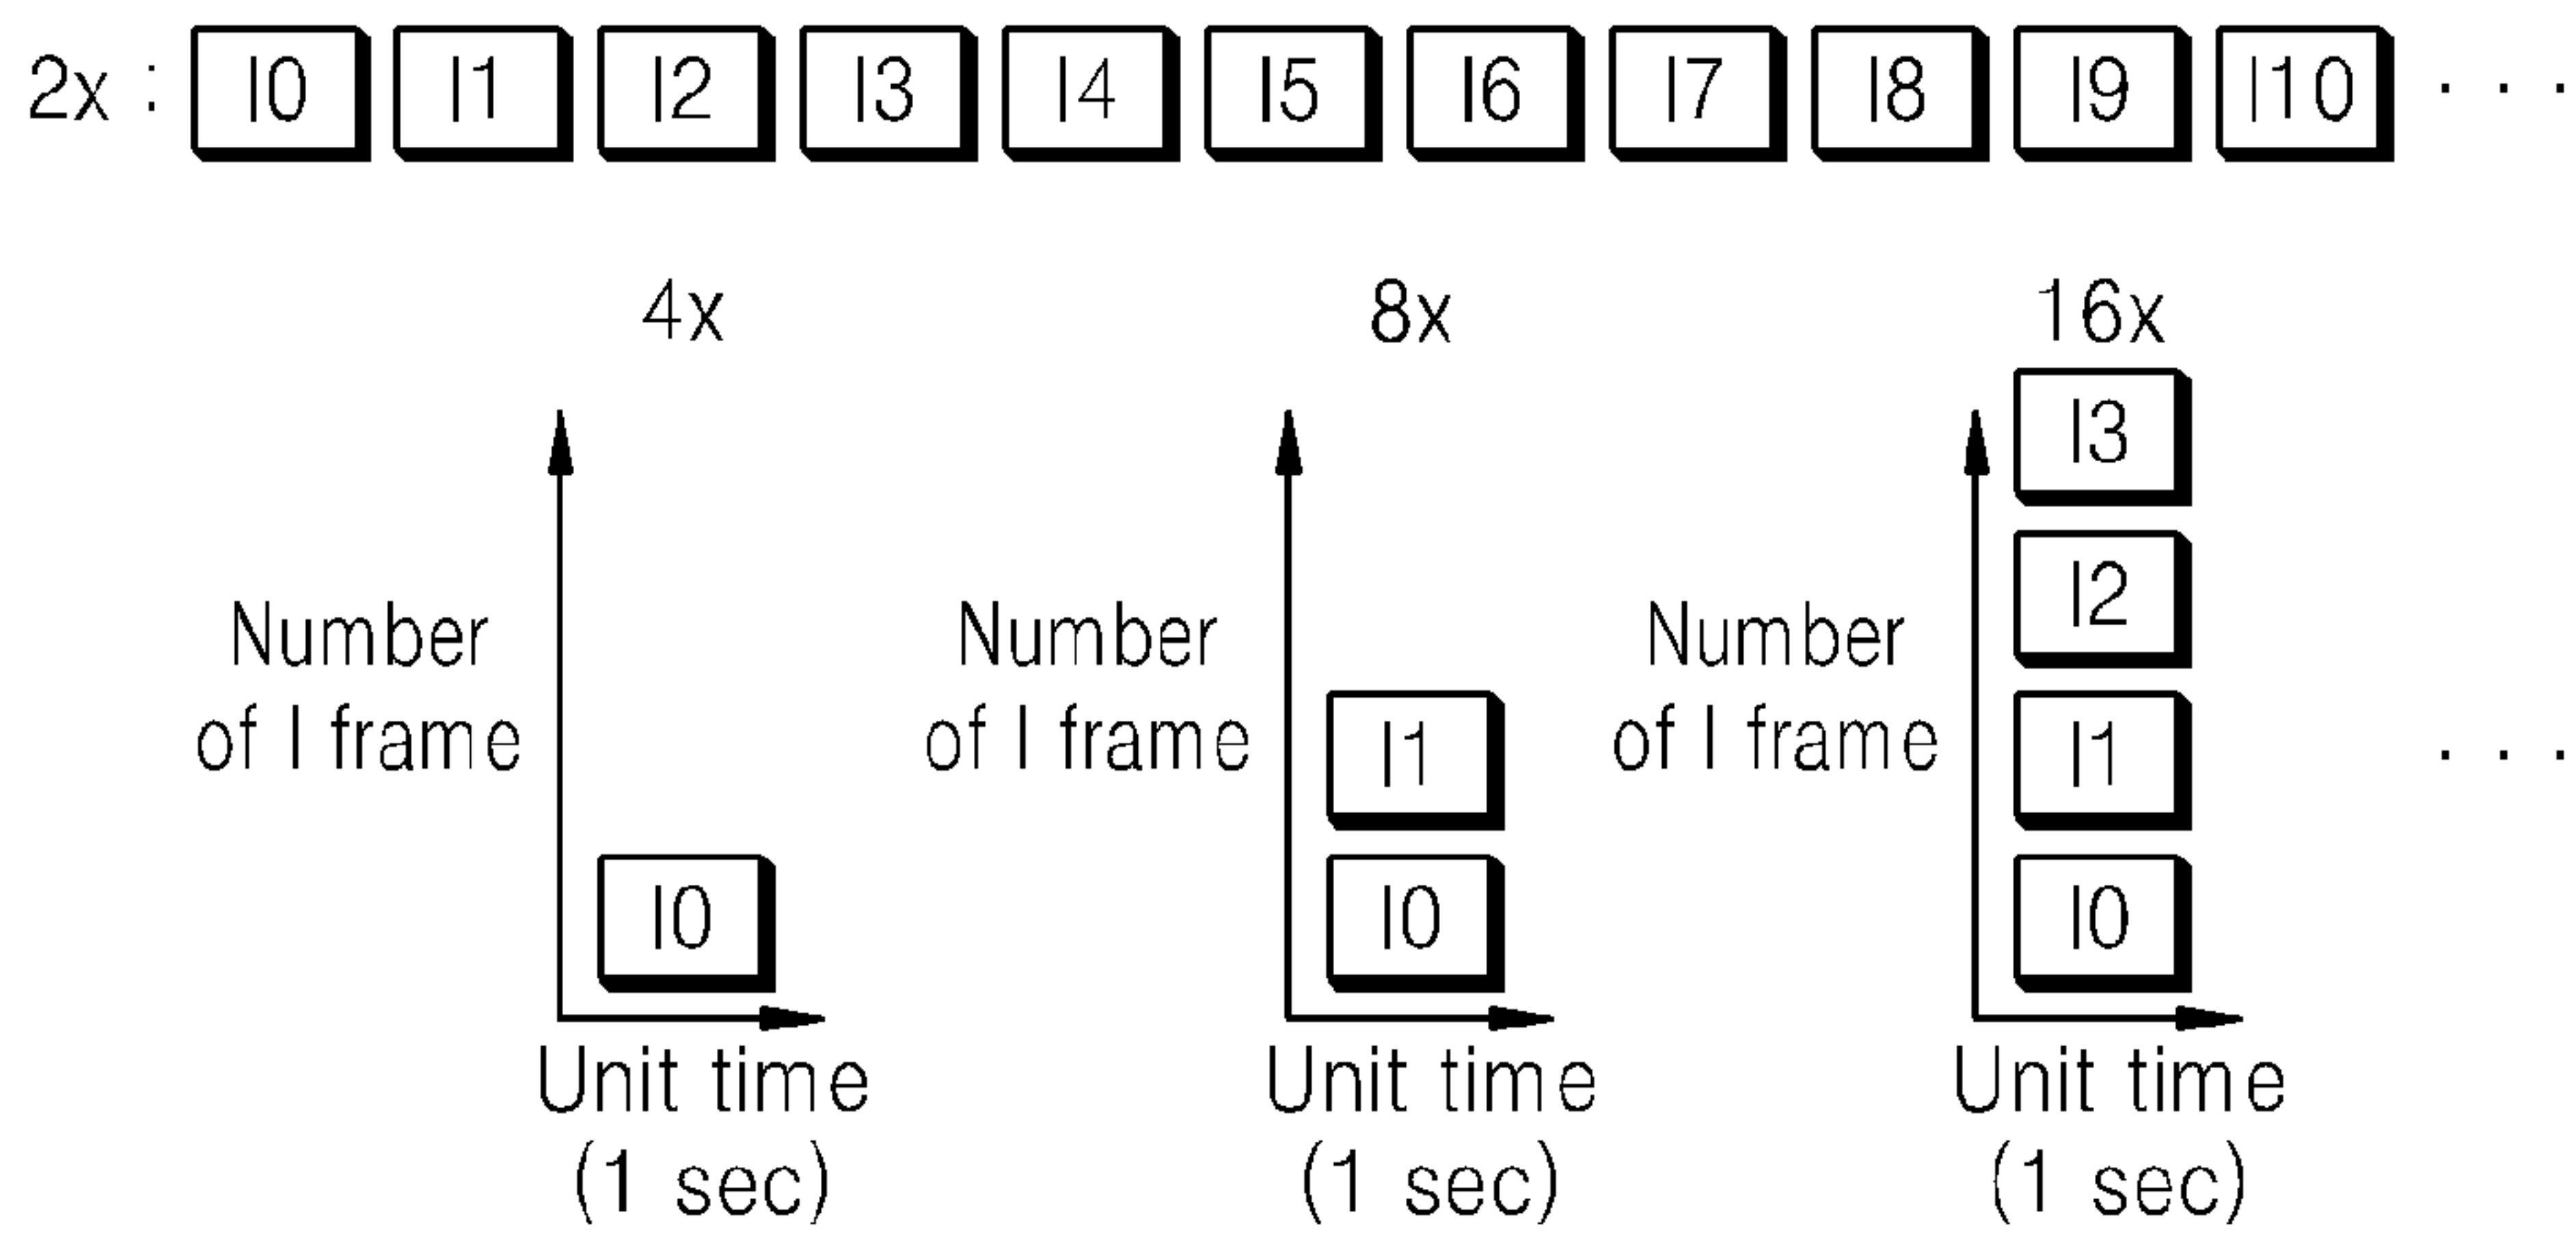 2x : I0 I1 I2 I3 I4 I5 I6 I7 I8 I9 I10 . . .
4x 8x 16x
I3
I2
Number Number Number
of I frame I1 of I frame I1 of I frame . . .
I0 I0 I0
Unit time Unit time Unit time
(1 sec) (1 sec) (1 sec)